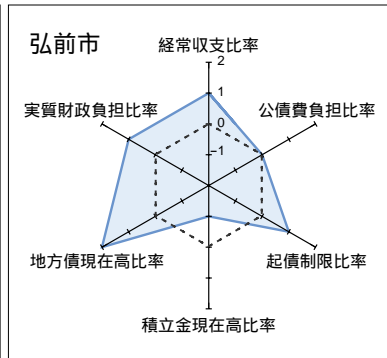 弘前市
経常収支比率
2
1
0
-1
実質財政負担比率
公債費負担比率
地方債現在高比率
起債制限比率
積立金現在高比率